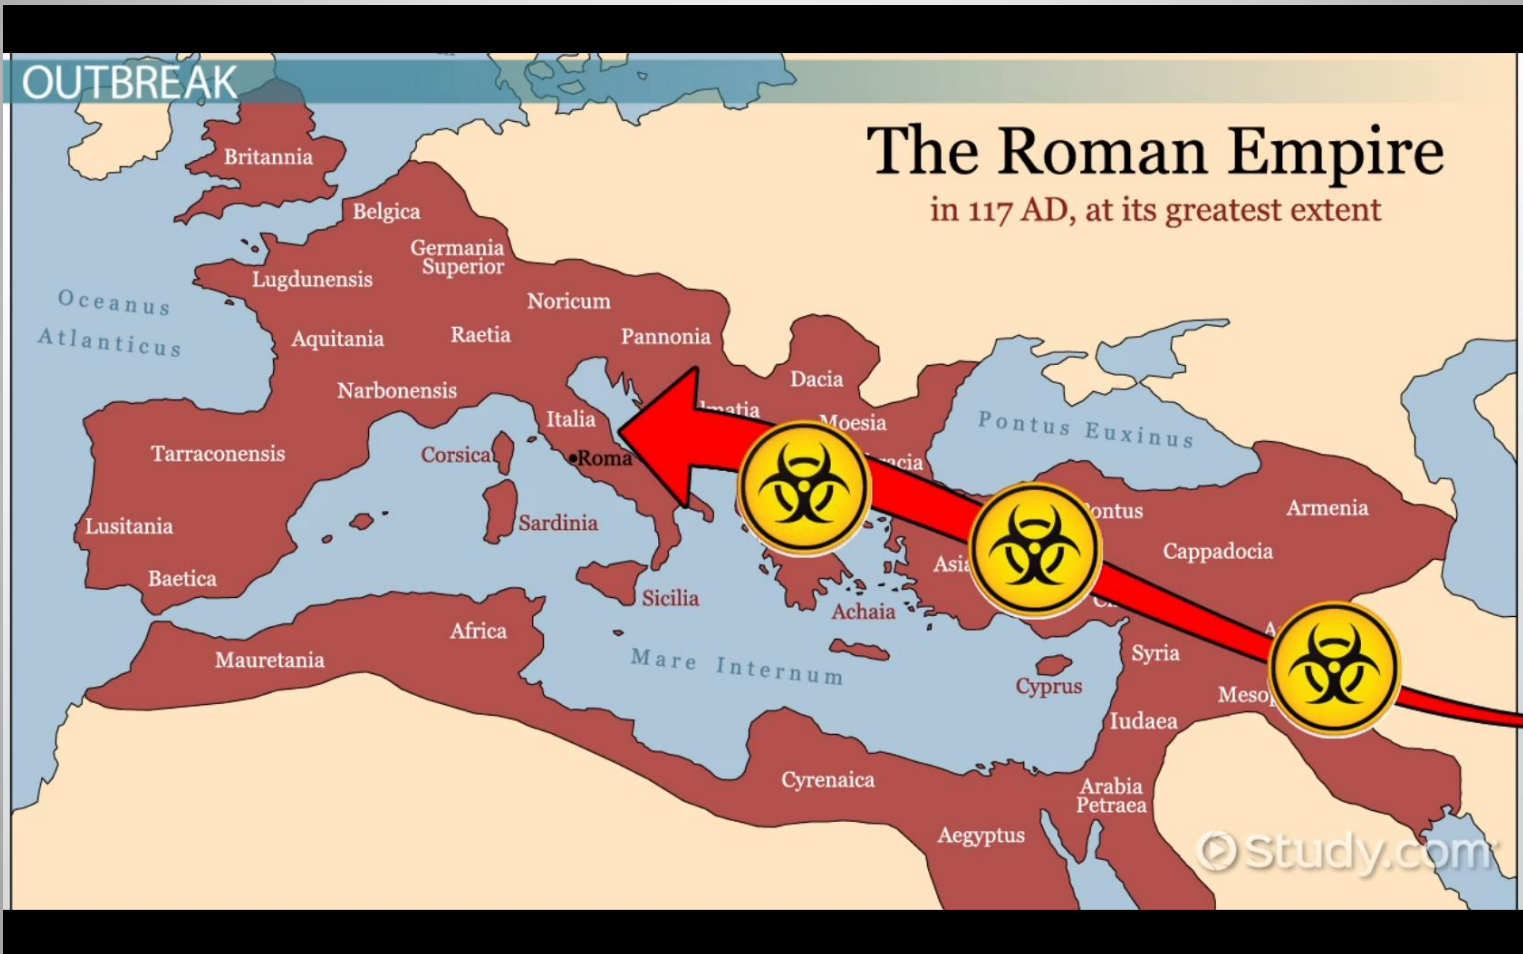 OUTBREAK
The Roman Empire
in 117 AD, at its greatest extent
Britannia
Belgica
Germania
Superior
Lugdunensis
Oceanus
Atlanticus
Noricum
Aquitania
Raetia
Pannonia
Narbonensis
Dacia
Italia
Moesia
Pontus Euxinus
Tarraconensis
Corsica
Roma
Armenia
Lusitania
Sardinia
Cappadocia
Baetica
Asia
Sicilia
Achaia
Africa
Mauretania
Mare Internum
Syria
Cyprus
Iudaea
Cyrenaica
Arabia
Petraea
Aegyptus
Study.com